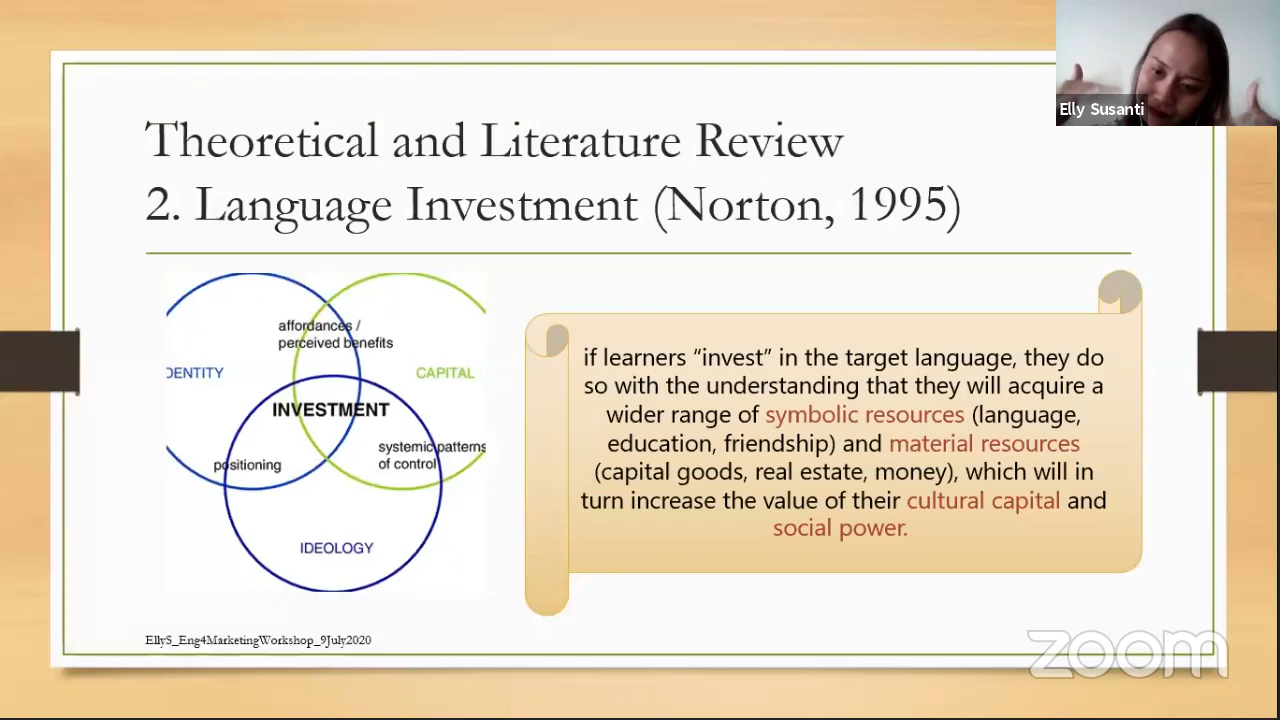 Elly Susanti
Theoretical and Literature Review
2. Language Investment (Norton, 1995)
affordances /
perceived benefits
DENTITY
CAPITAL
INVESTMENT
systemic patterns
of control
positioning
IDEOLOGY
if learners “invest” in the target language, they do
so with the understanding that they will acquire a
wider range of symbolic resources (language,
education, friendship) and material resources
(capital goods, real estate, money), which will in
turn increase the value of their cultural capital and
social power.
EllyS_Eng4MarketingWorkshop_9July2020
zoom